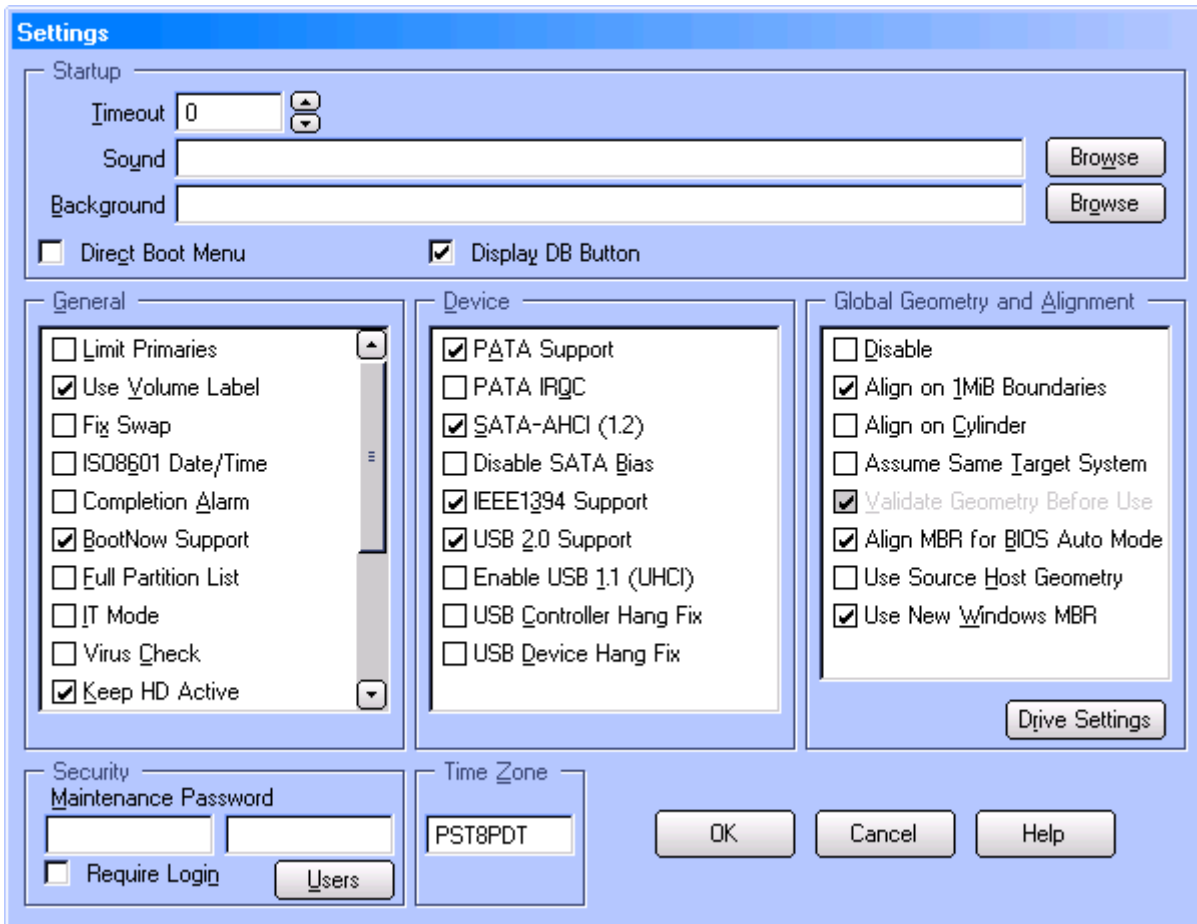 Settings
Startup
Timeout 0
Sound Browse
Background Browse
Direct Boot Menu Display DB Button
General
Limit Primaries
Use Volume Label
Fix Swap
ISO8601 Date/Time
Completion Alarm
BootNow Support
Full Partition List
IT Mode
Virus Check
Keep HD Active
Device
PATA Support
PATA IRQC
SATA-AHCI (1.2)
Disable SATA Bias
IEEE1394 Support
USB 2.0 Support
Enable USB 1.1 (UHCI)
USB Controller Hang Fix
USB Device Hang Fix
Global Geometry and Alignment
Disable
Align on 1MiB Boundaries
Align on Cylinder
Assume Same Target System
Validate Geometry Before Use
Align MBR for BIOS Auto Mode
Use Source Host Geometry
Use New Windows MBR
Drive Settings
Security
Maintenance Password
Require Login Users
Time Zone
PST8PDT
OK Cancel Help